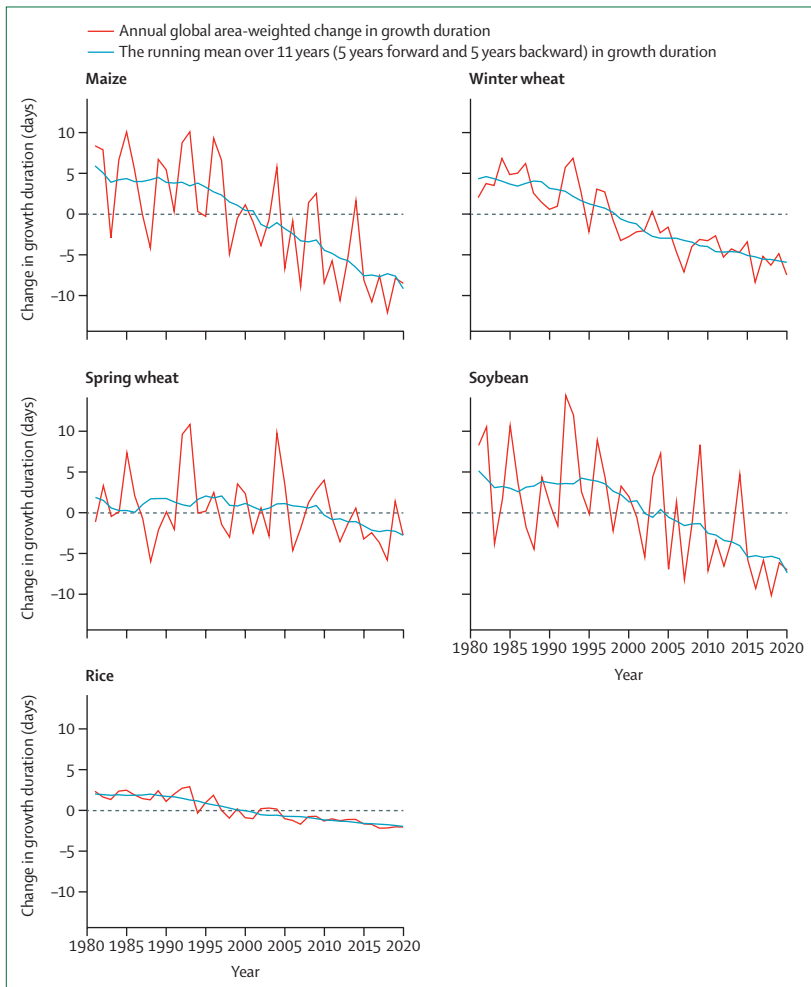 Annual global area-weighted change in growth duration
The running mean over 11 years (5 years forward and 5 years backward) in growth duration
Maize
Winter wheat
Change in growth duration (days)
10
5
0
–5
–10
Spring wheat
Soybean
Change in growth duration (days)
10
5
0
–5
–10
1980 1985 1990 1995 2000 2005 2010 2015 2020
Year
Rice
Change in growth duration (days)
10
5
0
–5
–10
1980 1985 1990 1995 2000 2005 2010 2015 2020
Year